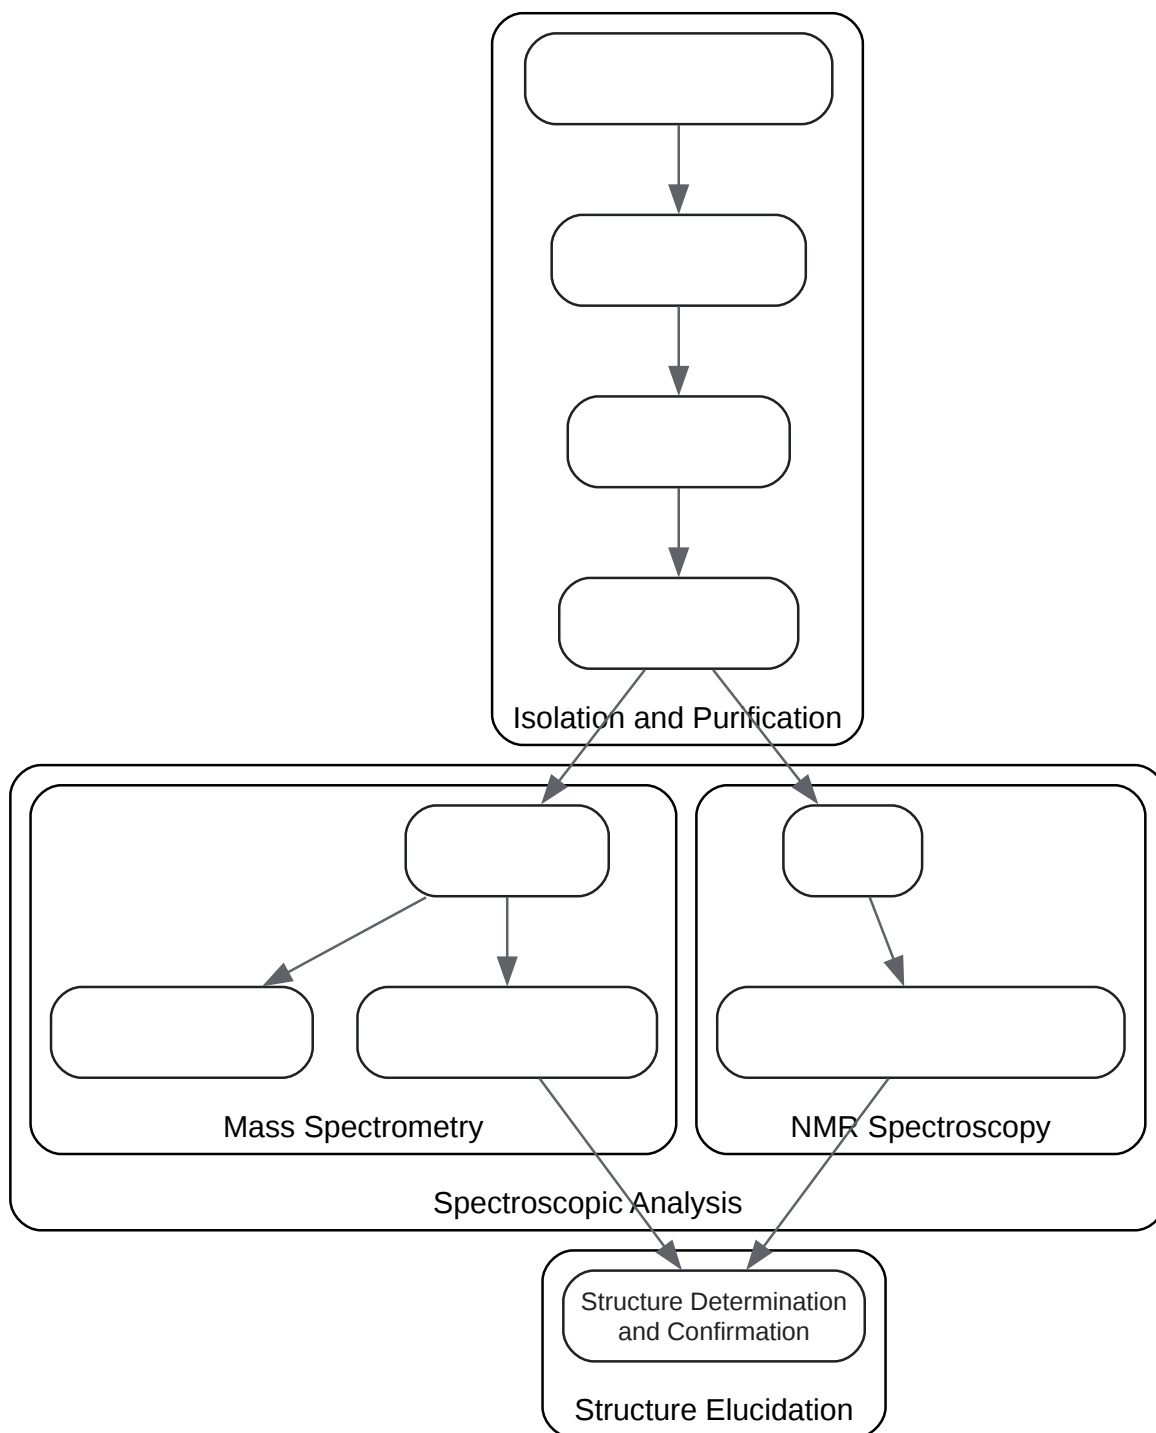 Isolation and Purification
Mass Spectrometry
NMR Spectroscopy
Spectroscopic Analysis
Structure Determination
and Confirmation
Structure Elucidation